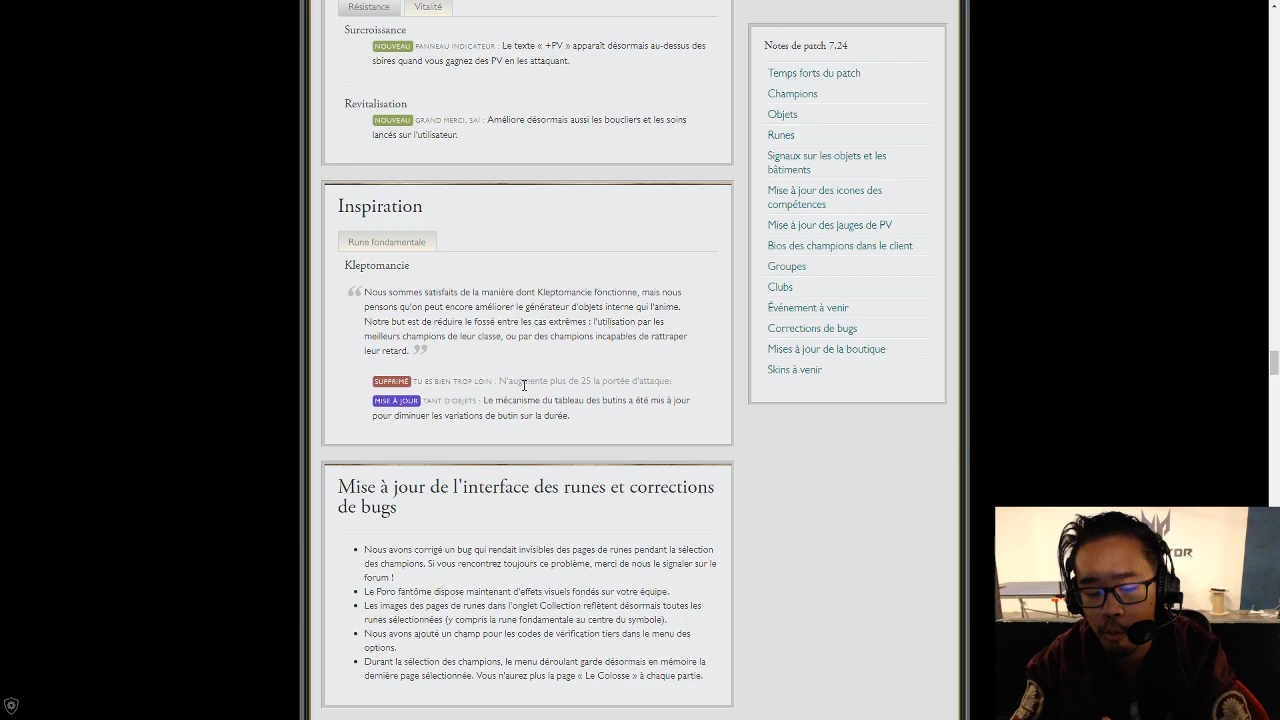 Résistance
Vitalité
Surcroissance
NOUVEAU PANNEAU INDICATEUR : Le texte « +PV » apparaît désormais au-dessus des
sbires quand vous gagnez des PV en les attaquant.
Revitalisation
NOUVEAU GRAND MERCI, SAÏ : Améliore désormais aussi les boucliers et les soins
lancés sur l'utilisateur.
Inspiration
Rune fondamentale
Kleptomancie
Nous sommes satisfaits de la manière dont Kleptomancie fonctionne, mais nous
pensons qu'on peut encore améliorer le générateur d'objets interne qui l'anime.
Notre but est de réduire le fossé entre les cas extrêmes : l'utilisation par les
meilleurs champions de leur classe, ou par des champions incapables de rattraper
leur retard.
SUPPRIMÉ TU ES BIEN TROP LOIN : N'augmente plus de 25 la portée d'attaque.
MISE À JOUR TANT D'OBJETS : Le mécanisme du tableau des butins a été mis à jour
pour diminuer les variations de butin sur la durée.
Mise à jour de l'interface des runes et corrections
de bugs
• Nous avons corrigé un bug qui rendait invisibles des pages de runes pendant la sélection
des champions. Si vous rencontrez toujours ce problème, merci de nous le signaler sur le
forum !
• Le Poro fantôme dispose maintenant d'effets visuels fondés sur votre équipe.
• Les images des pages de runes dans l'onglet Collection reflètent désormais toutes les
runes sélectionnées (y compris la rune fondamentale au centre du symbole).
• Nous avons ajouté un champ pour les codes de vérification tiers dans le menu des
options.
• Durant la sélection des champions, le menu déroulant garde désormais en mémoire la
dernière page sélectionnée. Vous n'aurez plus la page « Le Colosse » à chaque partie.
Notes de patch 7.24
Temps forts du patch
Champions
Objets
Runes
Signaux sur les objets et les
bâtiments
Mise à jour des icones des
compétences
Mise à jour des jauges de PV
Bios des champions dans le client
Groupes
Clubs
Événement à venir
Corrections de bugs
Mises à jour de la boutique
Skins à venir